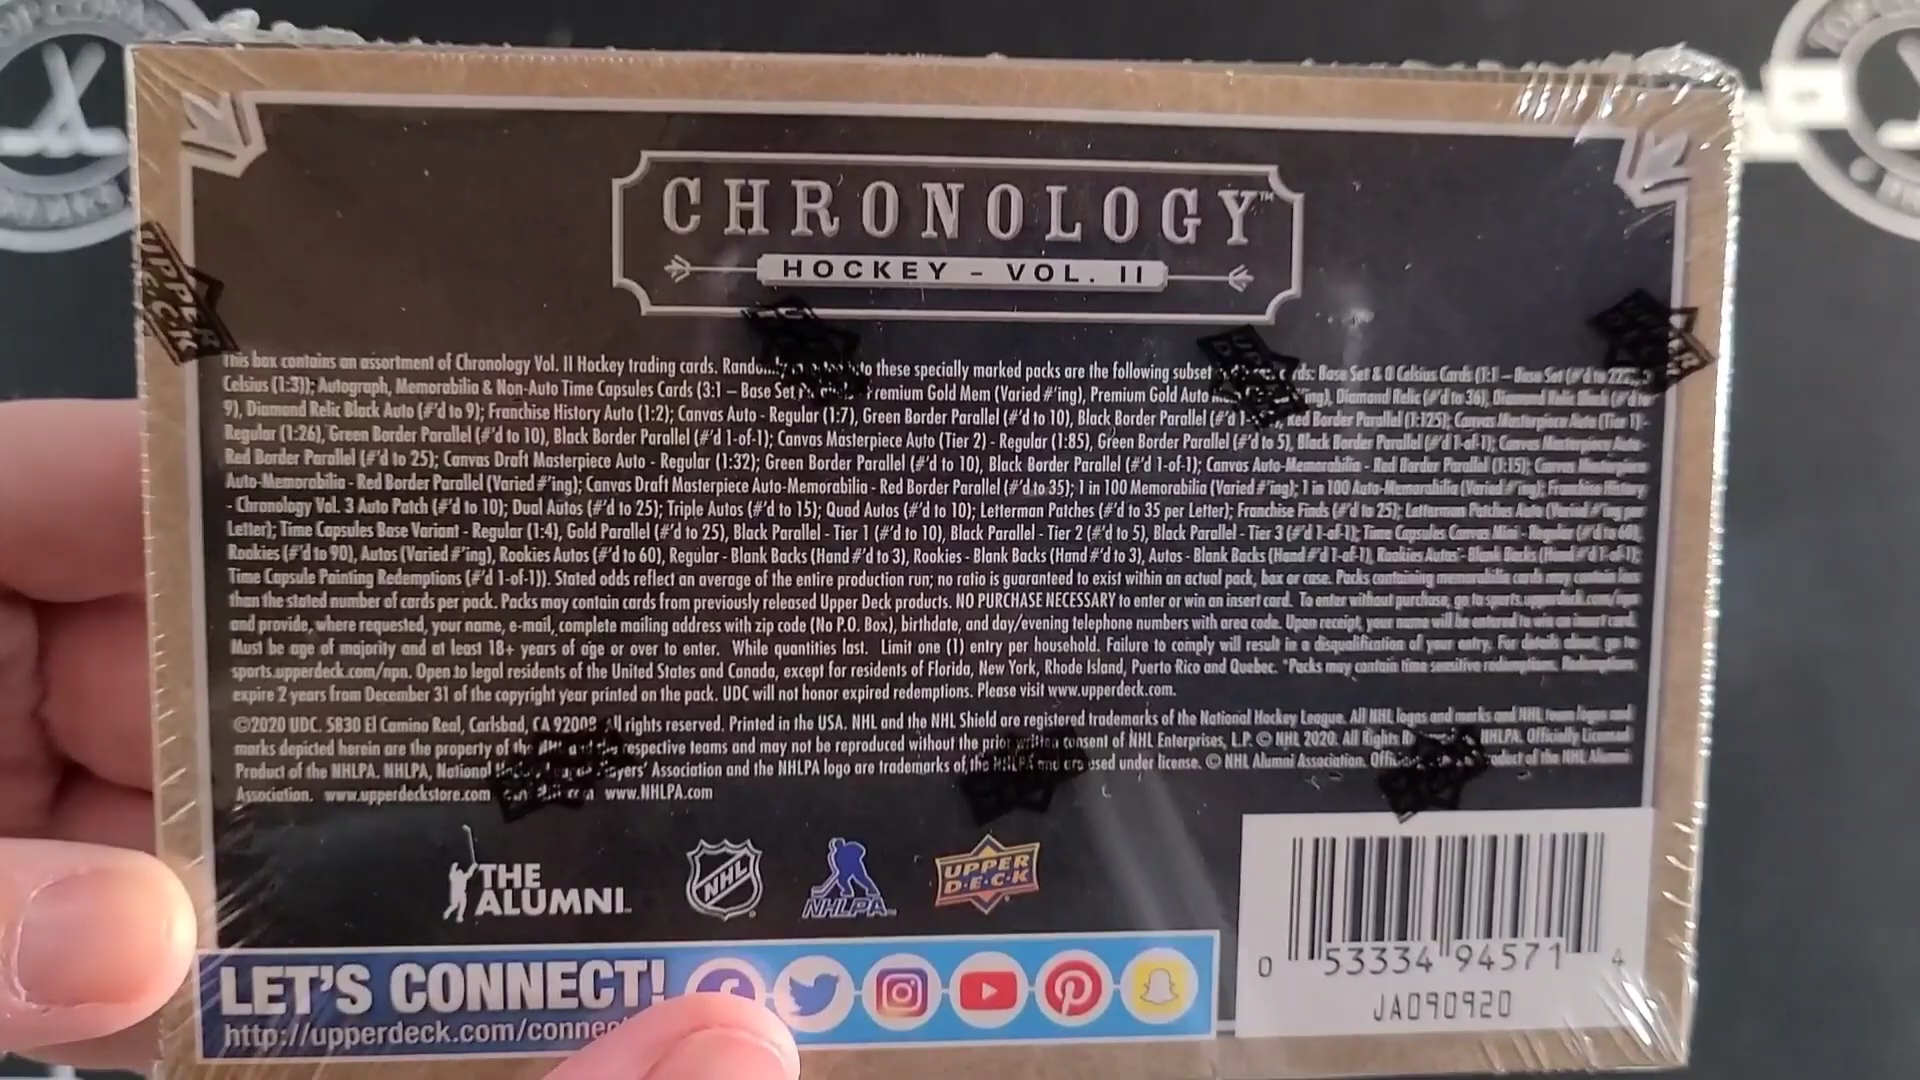 CHRONOLOGY™
HOCKEY - VOL. II
UPPER DECK
This box contains an assortment of Chronology Vol. II Hockey trading cards. these specially marked packs are the following subset Base Set & 0 Celsius Cards (1:1 – Base Set (#'d to
Celsius (1:3)); Autograph, Memorabilia & Non-Auto Time Capsules Cards (3:1 – Base Set Premium Gold Mem (Varied #'ing), Premium Gold Auto Diamond Relic (#'d to 36), Diamond Relic Black (#'d to
9), Diamond Relic Black Auto (#'d to 9); Franchise History Auto (1:2); Canvas Auto - Regular (1:7), Green Border Parallel (#'d to 10), Black Border Parallel (#'d Red Border Parallel (1:125); Canvas Masterpiece Auto (Tier 1)-
Regular (1:26), Green Border Parallel (#'d to 10), Black Border Parallel (#'d 1-of-1); Canvas Masterpiece Auto (Tier 2) - Regular (1:85), Green Border Parallel (#'d to 5), Black Border Parallel (#'d 1-of-1); Canvas Masterpiece Auto-
Red Border Parallel (#'d to 25); Canvas Draft Masterpiece Auto - Regular (1:32); Green Border Parallel (#'d to 10), Black Border Parallel (#'d 1-of-1); Canvas Auto-Memorabilia - Red Border Parallel (1:15); Canvas Masterpiece
Auto-Memorabilia - Red Border Parallel (Varied #'ing); Canvas Draft Masterpiece Auto-Memorabilia - Red Border Parallel (#'d to 35); 1 in 100 Memorabilia (Varied #'ing); 1 in 100 Auto-Memorabilia (Varied #'ing); Franchise History
- Chronology Vol. 3 Auto Patch (#'d to 10); Dual Autos (#'d to 25); Triple Autos (#'d to 15); Quad Autos (#'d to 10); Letterman Patches (#'d to 35 per Letter); Franchise Finds (#'d to 25); Letterman Patches Auto (Varied #'ing per
Letter); Time Capsules Base Variant - Regular (1:4), Gold Parallel (#'d to 25), Black Parallel - Tier 1 (#'d to 10), Black Parallel - Tier 2 (#'d to 5), Black Parallel - Tier 3 (#'d 1-of-1); Time Capsules Canvas Mini - Regular (#'d to 60),
Rookies (#'d to 90), Autos (Varied #'ing), Rookies Autos (#'d to 60), Regular - Blank Backs (Hand #'d to 3), Rookies - Blank Backs (Hand #'d to 3), Autos - Blank Backs (Hand #'d 1-of-1), Rookies Autos - Blank Backs (Hand #'d 1-of-1);
Time Capsule Painting Redemptions (#'d 1-of-1)). Stated odds reflect an average of the entire production run; no ratio is guaranteed to exist within an actual pack, box or case. Packs containing memorabilia cards may contain less
than the stated number of cards per pack. Packs may contain cards from previously released Upper Deck products. NO PURCHASE NECESSARY to enter or win an insert card. To enter without purchase, go to sports.upperdeck.com/npn
and provide, where requested, your name, e-mail, complete mailing address with zip code (No P.O. Box), birthdate, and day/evening telephone numbers with area code. Upon receipt, your name will be entered to win an insert card.
Must be age of majority and at least 18+ years of age or over to enter. While quantities last. Limit one (1) entry per household. Failure to comply will result in a disqualification of your entry. For details about, go to
sports.upperdeck.com/npn. Open to legal residents of the United States and Canada, except for residents of Florida, New York, Rhode Island, Puerto Rico and Quebec. *Packs may contain time sensitive redemptions. Redemptions
expire 2 years from December 31 of the copyright year printed on the pack. UDC will not honor expired redemptions. Please visit www.upperdeck.com.
©2020 UDC. 5830 El Camino Real, Carlsbad, CA 92008. All rights reserved. Printed in the USA. NHL and the NHL Shield are registered trademarks of the National Hockey League. All NHL logos and marks and NHL team logos and
marks depicted herein are the property of the NHL and the respective teams and may not be reproduced without the prior written consent of NHL Enterprises, L.P. © NHL 2020. All Rights NHLPA. Officially Licensed
Product of the NHLPA. NHLPA, National Players' Association and the NHLPA logo are trademarks of the NHLPA and are used under license. © NHL Alumni Association. Product of the NHL Alumni
Association. www.upperdeckstore.com www.NHLPA.com
THE ALUMNI.
NHL
NHLPA
UPPER DECK
LET'S CONNECT!
http://upperdeck.com/connec
0 53334 94571 4
JA090920